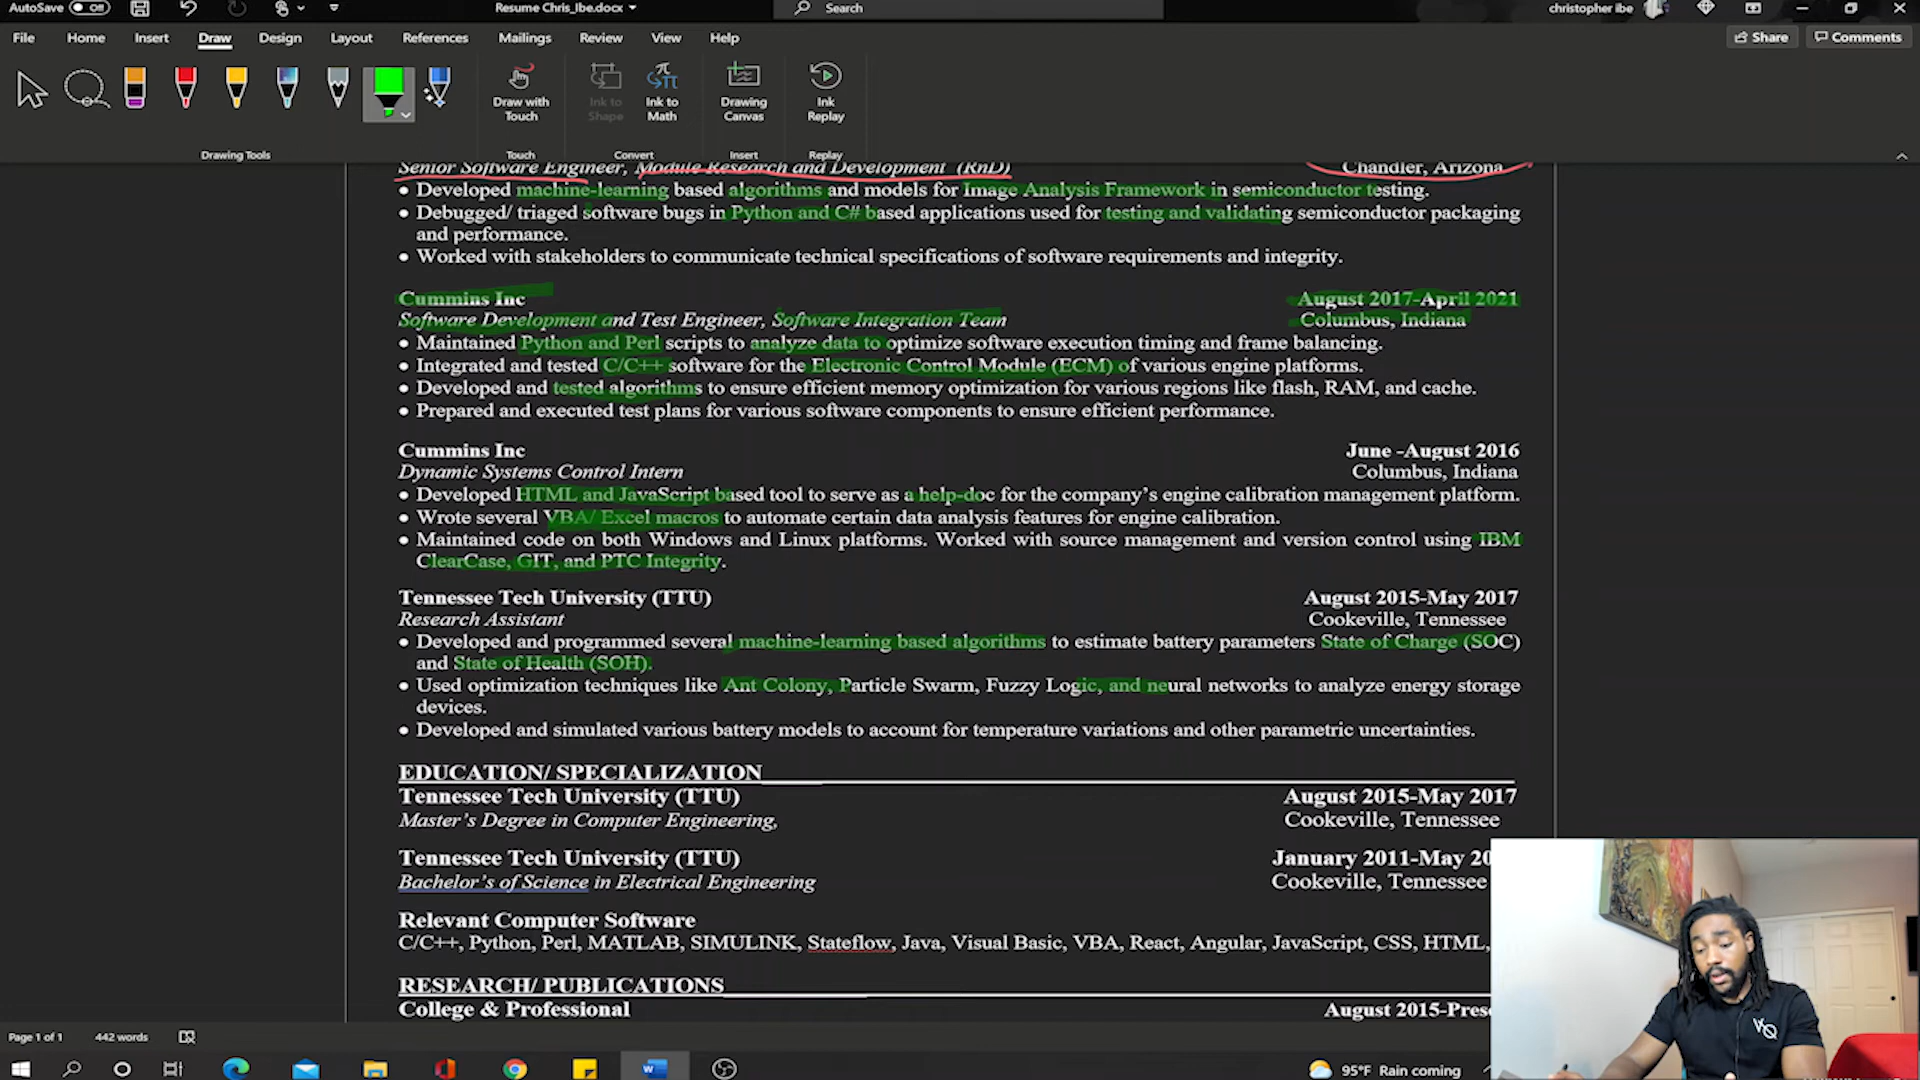 AutoSave Off Resume Chris_Ibe.docx Search christopher ibe
File Home Insert Draw Design Layout References Mailings Review View Help Share Comments
Draw with Touch Ink to Shape Ink to Math Drawing Canvas Ink Replay
Drawing Tools Touch Convert Insert Replay
Senior Software Engineer, Module Research and Development (RnD) Chandler, Arizona
• Developed machine-learning based algorithms and models for Image Analysis Framework in semiconductor testing.
• Debugged/ triaged software bugs in Python and C# based applications used for testing and validating semiconductor packaging
and performance.
• Worked with stakeholders to communicate technical specifications of software requirements and integrity.
Cummins Inc August 2017-April 2021
Software Development and Test Engineer, Software Integration Team Columbus, Indiana
• Maintained Python and Perl scripts to analyze data to optimize software execution timing and frame balancing.
• Integrated and tested C/C++ software for the Electronic Control Module (ECM) of various engine platforms.
• Developed and tested algorithms to ensure efficient memory optimization for various regions like flash, RAM, and cache.
• Prepared and executed test plans for various software components to ensure efficient performance.
Cummins Inc June -August 2016
Dynamic Systems Control Intern Columbus, Indiana
• Developed HTML and JavaScript based tool to serve as a help-doc for the company's engine calibration management platform.
• Wrote several VBA/ Excel macros to automate certain data analysis features for engine calibration.
• Maintained code on both Windows and Linux platforms. Worked with source management and version control using IBM
ClearCase, GIT, and PTC Integrity.
Tennessee Tech University (TTU) August 2015-May 2017
Research Assistant Cookeville, Tennessee
• Developed and programmed several machine-learning based algorithms to estimate battery parameters State of Charge (SOC)
and State of Health (SOH).
• Used optimization techniques like Ant Colony, Particle Swarm, Fuzzy Logic, and neural networks to analyze energy storage
devices.
• Developed and simulated various battery models to account for temperature variations and other parametric uncertainties.
EDUCATION/ SPECIALIZATION
Tennessee Tech University (TTU) August 2015-May 2017
Master's Degree in Computer Engineering, Cookeville, Tennessee
Tennessee Tech University (TTU) January 2011-May 20
Bachelor's of Science in Electrical Engineering Cookeville, Tennessee
Relevant Computer Software
C/C++, Python, Perl, MATLAB, SIMULINK, Stateflow, Java, Visual Basic, VBA, React, Angular, JavaScript, CSS, HTML,
RESEARCH/ PUBLICATIONS
College & Professional August 2015-Prese
Page 1 of 1 442 words
95°F Rain coming